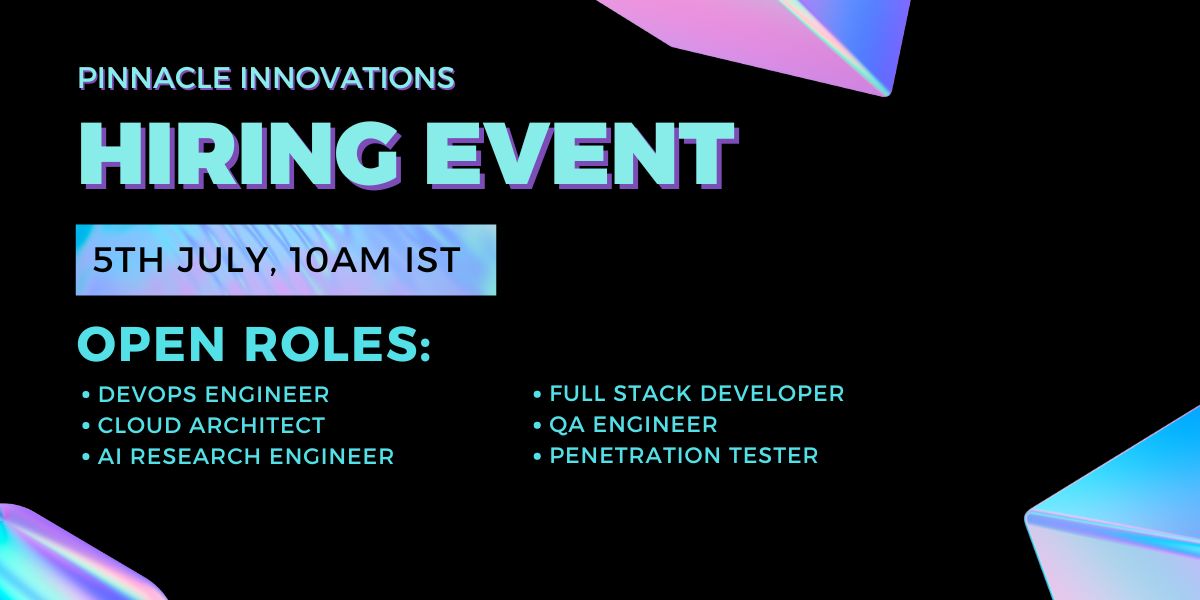 PINNACLE INNOVATIONS
HIRING EVENT
5TH JULY, 10AM IST
OPEN ROLES:
• DEVOPS ENGINEER
• CLOUD ARCHITECT
• AI RESEARCH ENGINEER
• FULL STACK DEVELOPER
• QA ENGINEER
• PENETRATION TESTER